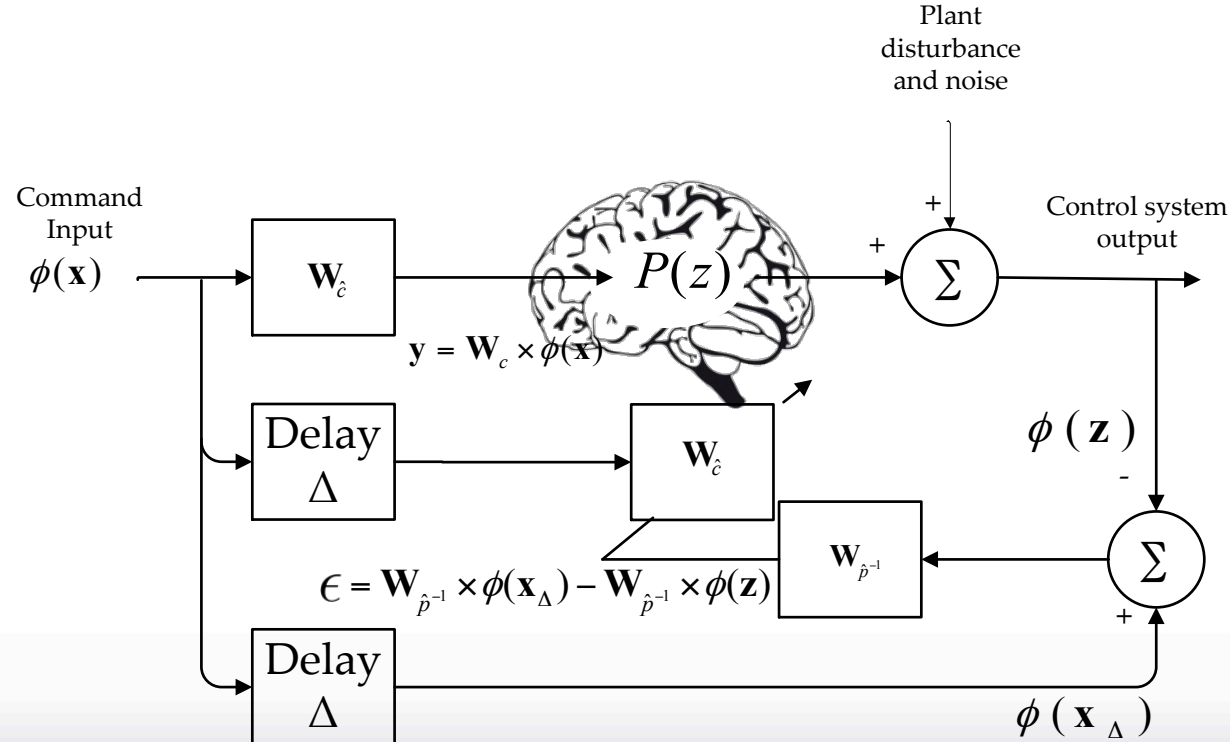 Plant
disturbance
and noise
Command
Input
ϕ(x)
W_ĉ
P(z)
+
+
Σ
Control system
output
y = W_c × ϕ(x)
Delay
Δ
W_ĉ
ϕ ( z )
-
W_p̂⁻¹
Σ
ϵ = W_p̂⁻¹ × ϕ(x_Δ) − W_p̂⁻¹ × ϕ(z)
+
Delay
Δ
ϕ ( x _Δ )